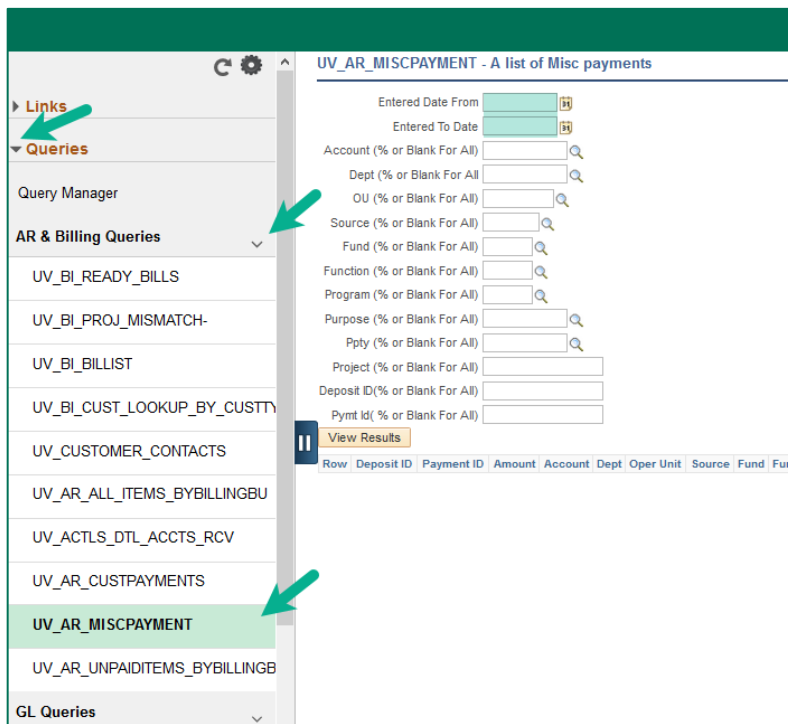 Links
Queries
Query Manager
AR & Billing Queries
UV_BI_READY_BILLS
UV_BI_PROJ_MISMATCH-
UV_BI_BILLIST
UV_BI_CUST_LOOKUP_BY_CUSTTY
UV_CUSTOMER_CONTACTS
UV_AR_ALL_ITEMS_BYBILLINGBU
UV_ACTLS_DTL_ACCTS_RCV
UV_AR_CUSTPAYMENTS
UV_AR_MISCPAYMENT
UV_AR_UNPAIDITEMS_BYBILLINGB
GL Queries
UV_AR_MISCPAYMENT - A list of Misc payments
Entered Date From
Entered To Date
Account (% or Blank For All)
Dept (% or Blank For All
OU (% or Blank For All)
Source (% or Blank For All)
Fund (% or Blank For All)
Function (% or Blank For All)
Program (% or Blank For All)
Purpose (% or Blank For All)
Ppty (% or Blank For All)
Project (% or Blank For All)
Deposit ID(% or Blank For All)
Pymt Id( % or Blank For All)
View Results
Row Deposit ID Payment ID Amount Account Dept Oper Unit Source Fund Fu